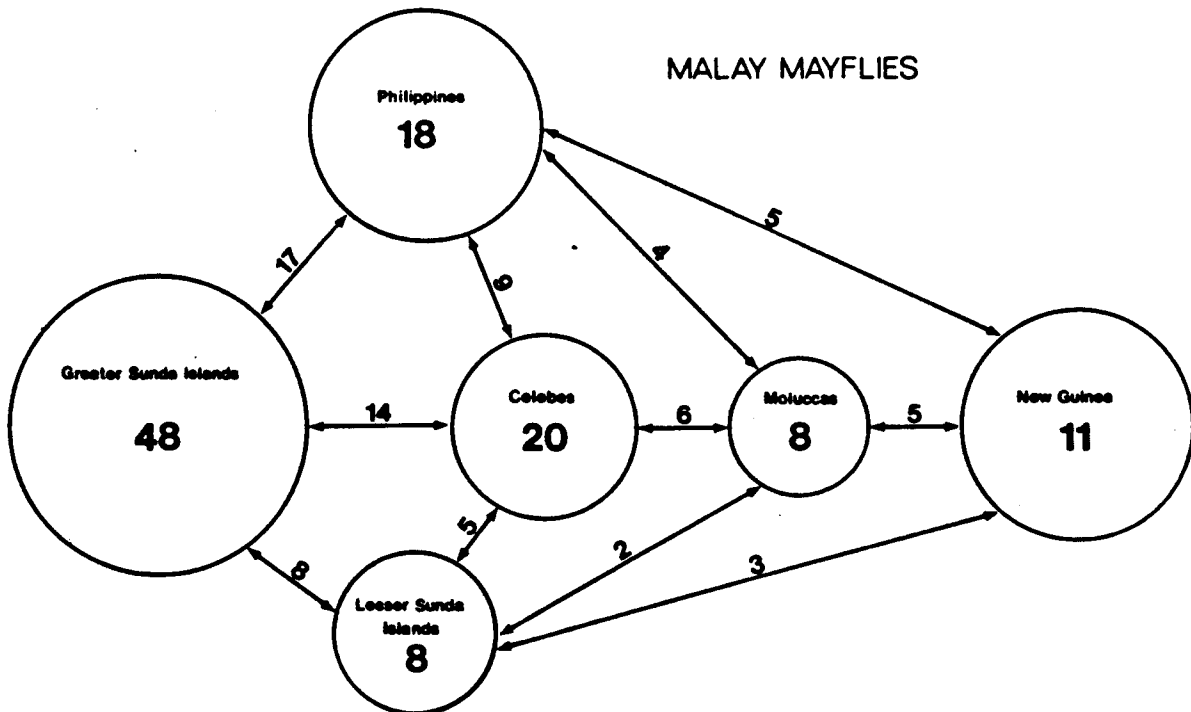 MALAY MAYFLIES
Philippines
18
5
4
17
6
Greater Sunda Islands
48
14
Celebes
20
6
Moluccas
8
5
New Guinea
11
5
8
2
3
Lesser Sunda
Islands
8